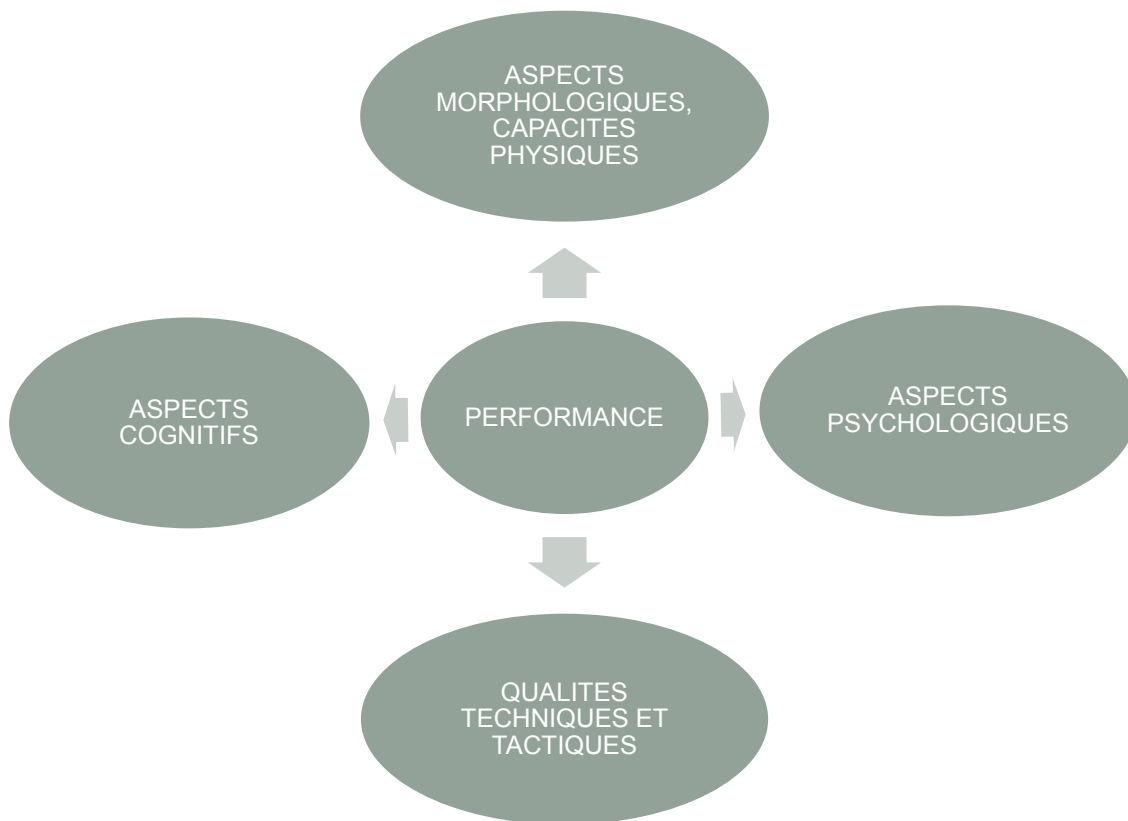 ASPECTS
MORPHOLOGIQUES,
CAPACITES
PHYSIQUES
ASPECTS
COGNITIFS
PERFORMANCE
ASPECTS
PSYCHOLOGIQUES
QUALITES
TECHNIQUES ET
TACTIQUES